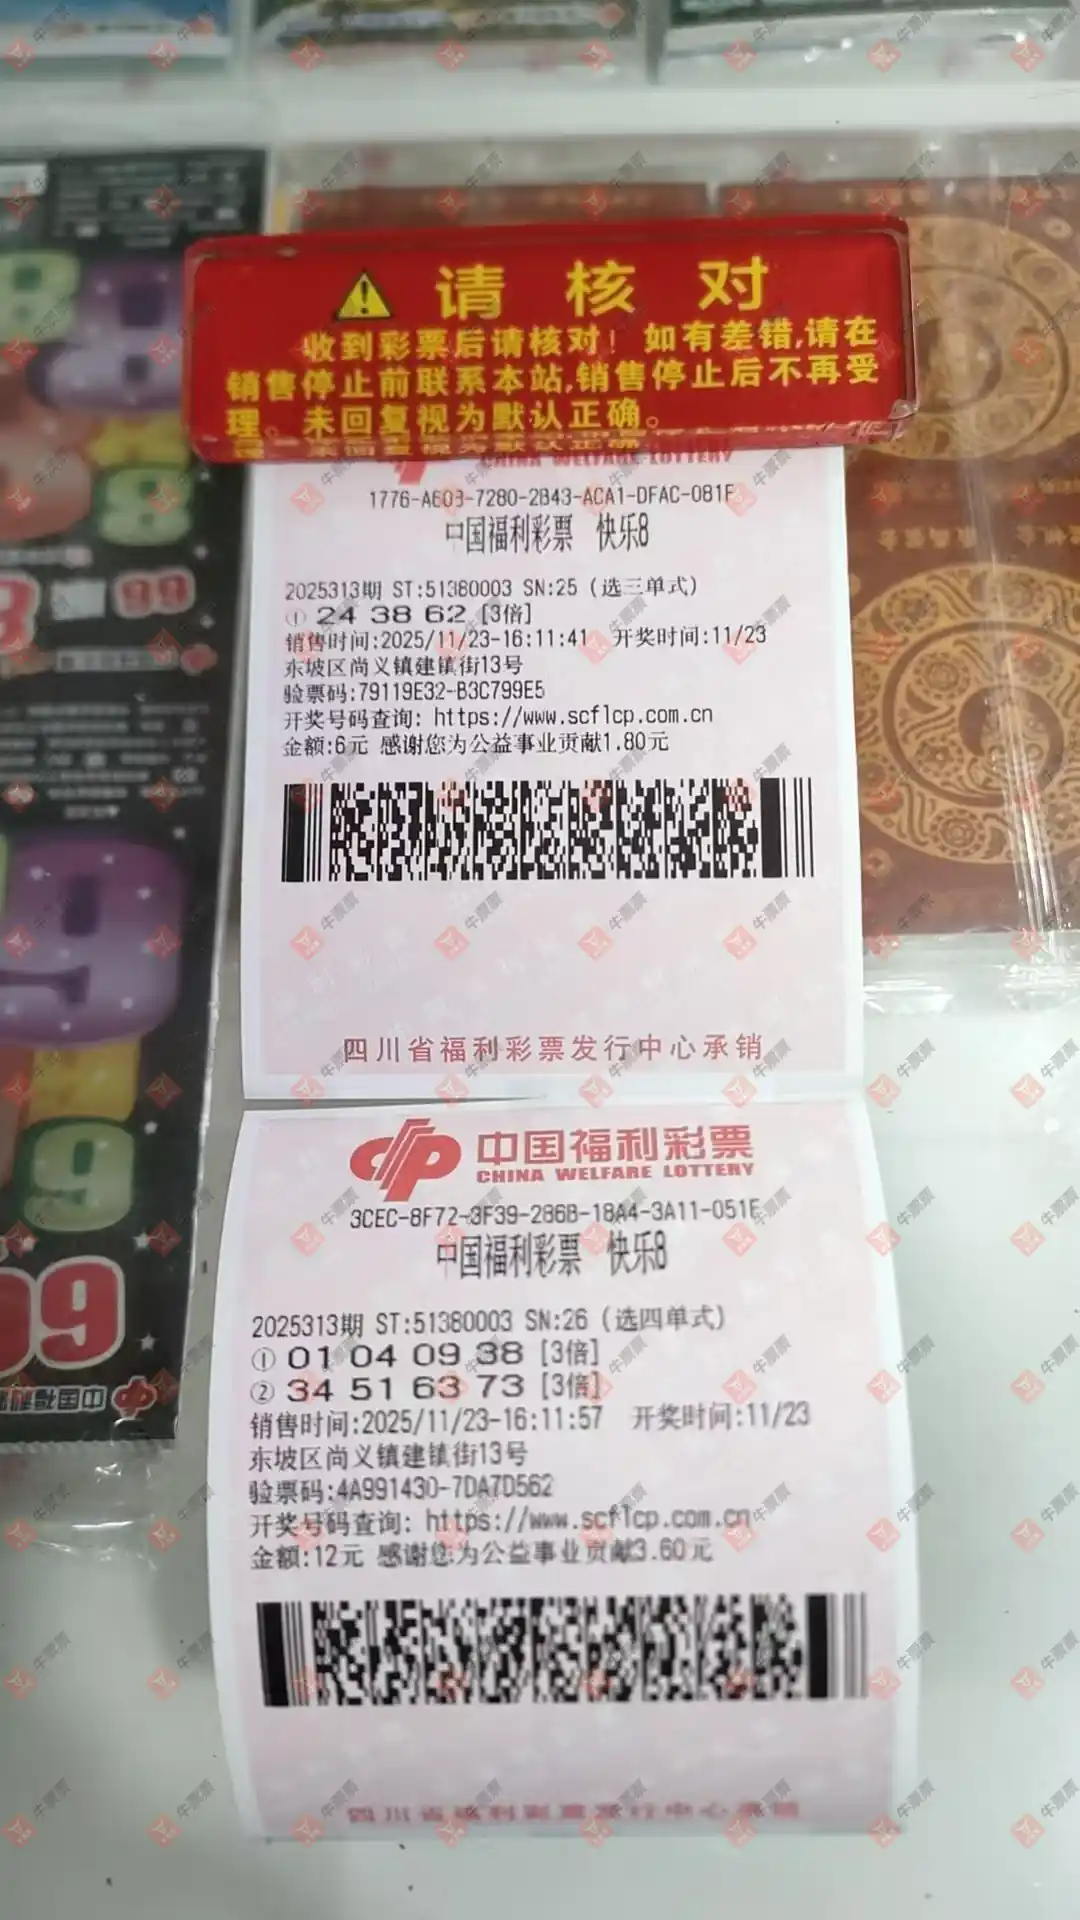 请核对
收到彩票后请核对！如有差错,请在
销售停止前联系本站,销售停止后不再受
理。未回复视为默认正确。
CHINA WELFARE LOTTERY
1776-A60B-7280-2B43-ACA1-DFAC-081F
中国福利彩票 快乐8
2025313期 ST:51380003 SN:25 (选三单式)
① 24 38 62 [3倍]
销售时间:2025/11/23-16:11:41 开奖时间:11/23
东坡区尚义镇建镇街13号
验票码:79119E32-B3C799E5
开奖号码查询: https://www.scflcp.com.cn
金额:6元 感谢您为公益事业贡献1.80元
四川省福利彩票发行中心承销
中国福利彩票
CHINA WELFARE LOTTERY
3CEC-8F72-3F39-286B-18A4-3A11-051E
中国福利彩票 快乐8
2025313期 ST:51380003 SN:26 (选四单式)
① 01 04 09 38 [3倍]
② 34 51 63 73 [3倍]
销售时间:2025/11/23-16:11:57 开奖时间:11/23
东坡区尚义镇建镇街13号
验票码:4A991430-7DA7D562
开奖号码查询: https://www.scflcp.com.cn
金额:12元 感谢您为公益事业贡献3.60元
99
中国福利
牛票票